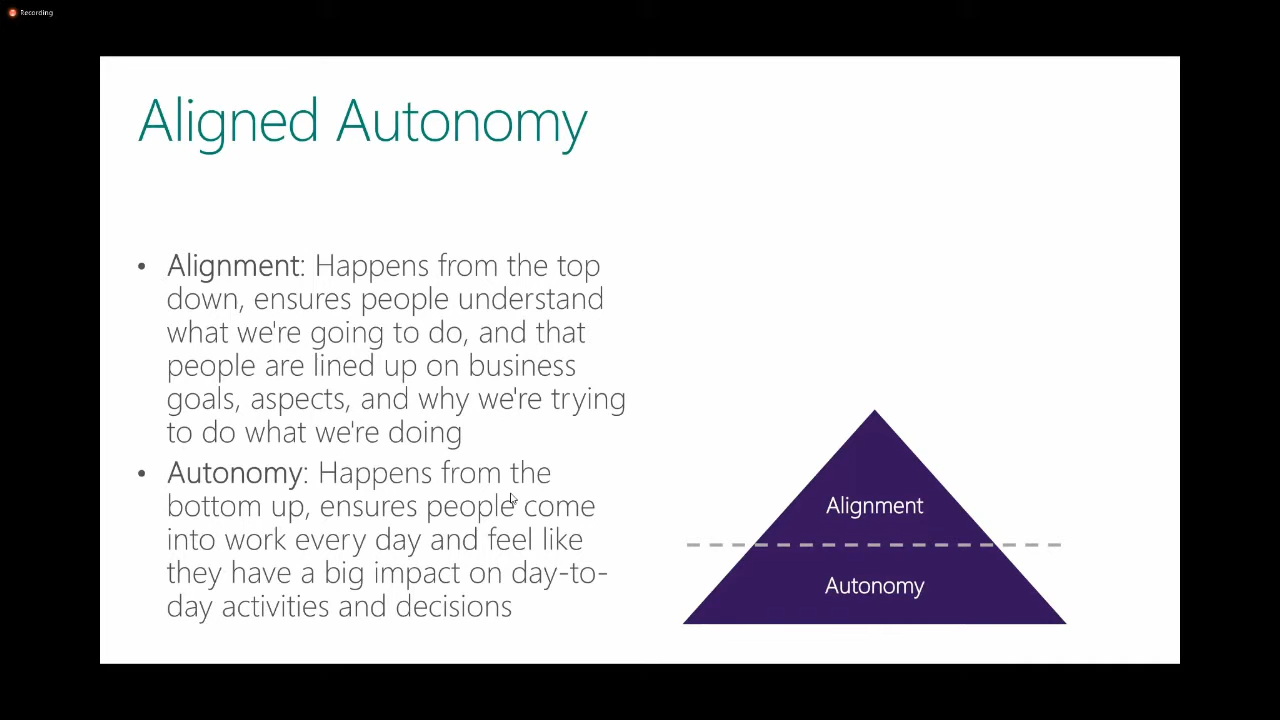 Recording
Aligned Autonomy
• Alignment: Happens from the top
down, ensures people understand
what we're going to do, and that
people are lined up on business
goals, aspects, and why we're trying
to do what we're doing
• Autonomy: Happens from the
bottom up, ensures people come
into work every day and feel like
they have a big impact on day-to-
day activities and decisions
Alignment
Autonomy